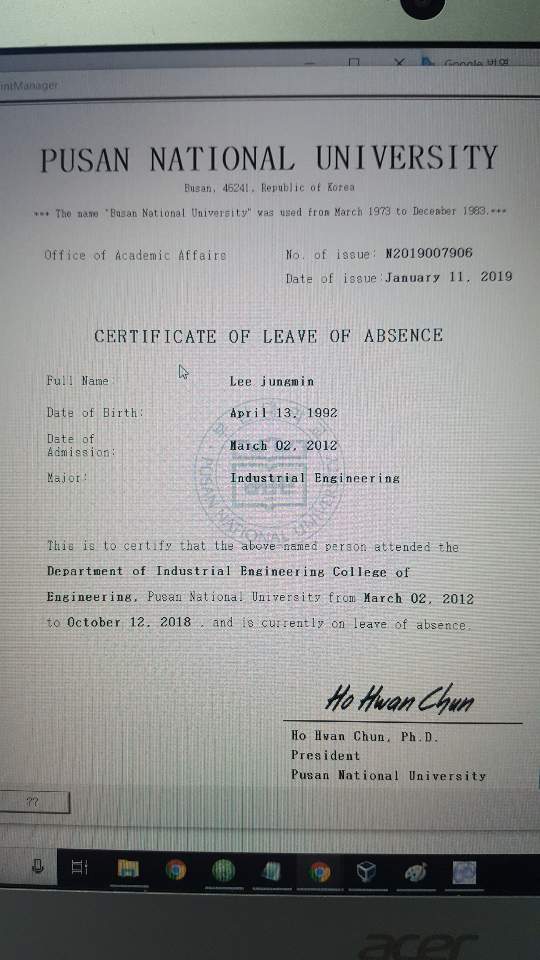 intManager
Google 번역
PUSAN NATIONAL UNIVERSITY
Busan, 46241, Republic of Korea
*** The name "Busan National University" was used from March 1973 to December 1983.***
Office of Academic Affairs
No. of issue: N2019007906
Date of issue:January 11, 2019
CERTIFICATE OF LEAVE OF ABSENCE
Full Name: Lee jungmin
Date of Birth: April 13, 1992
Date of
Admission: March 02, 2012
Major: Industrial Engineering
PUSAN NATIONAL UNIVERSITY
This is to certify that the above-named person attended the
Department of Industrial Engineering College of
Engineering, Pusan National University from March 02, 2012
to October 12, 2018 , and is currently on leave of absence.
Ho Hwan Chun
Ho Hwan Chun, Ph.D.
President
Pusan National University
??
acer